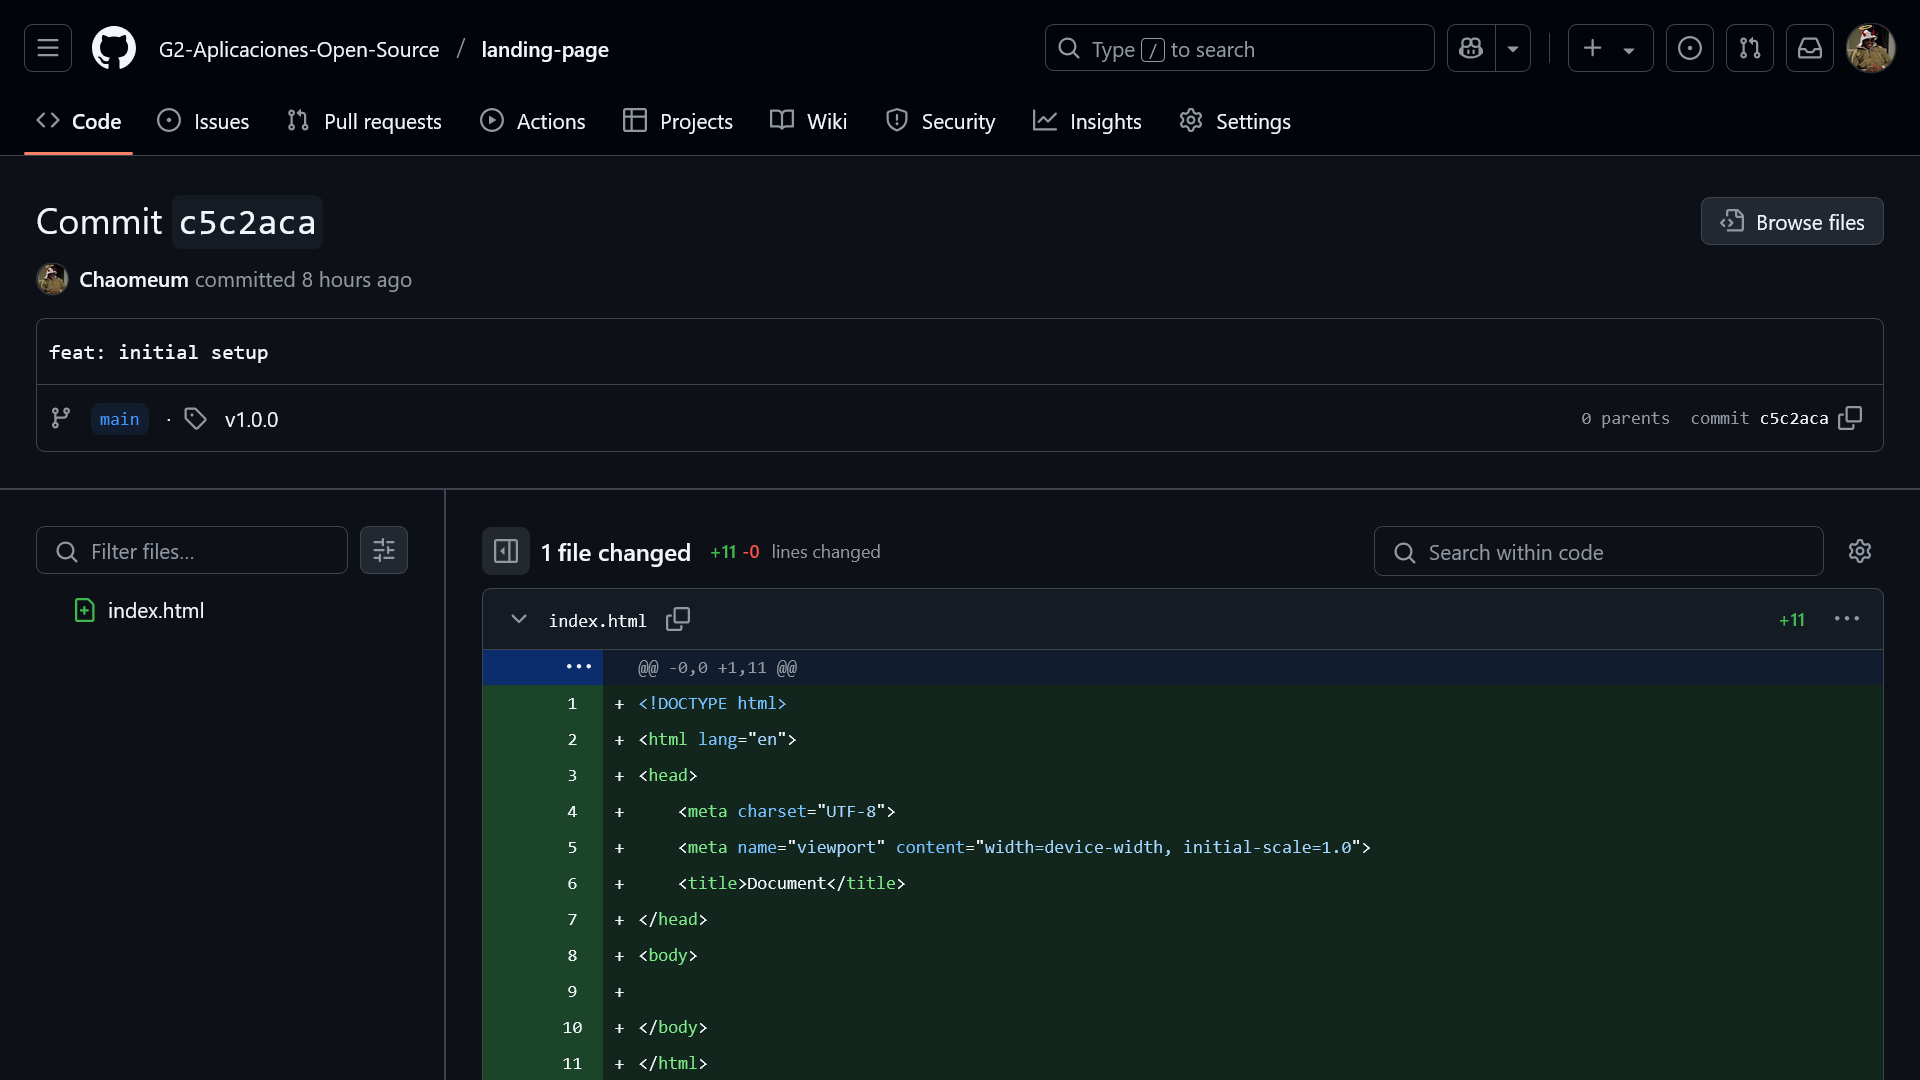 G2-Aplicaciones-Open-Source / landing-page
Type / to search
Code
Issues
Pull requests
Actions
Projects
Wiki
Security
Insights
Settings
Commit c5c2aca
Browse files
Chaomeum committed 8 hours ago
feat: initial setup
main · v1.0.0
0 parents commit c5c2aca
Filter files...
index.html
1 file changed +11 -0 lines changed
Search within code
index.html
+11
@@ -0,0 +1,11 @@
1 + <!DOCTYPE html>
2 + <html lang="en">
3 + <head>
4 +     <meta charset="UTF-8">
5 +     <meta name="viewport" content="width=device-width, initial-scale=1.0">
6 +     <title>Document</title>
7 + </head>
8 + <body>
9 +
10 + </body>
11 + </html>